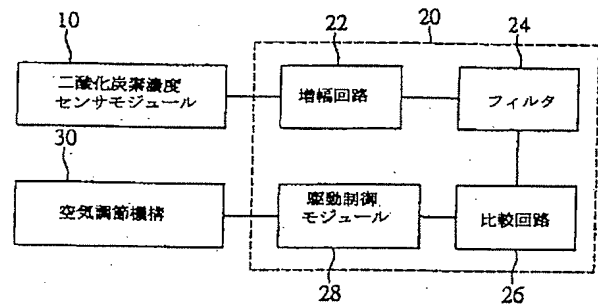 10
22
20
24
二酸化炭素濃度
センサモジュール
増幅回路
フィルタ
30
空気調節機構
駆動制御
モジュール
比較回路
28
26